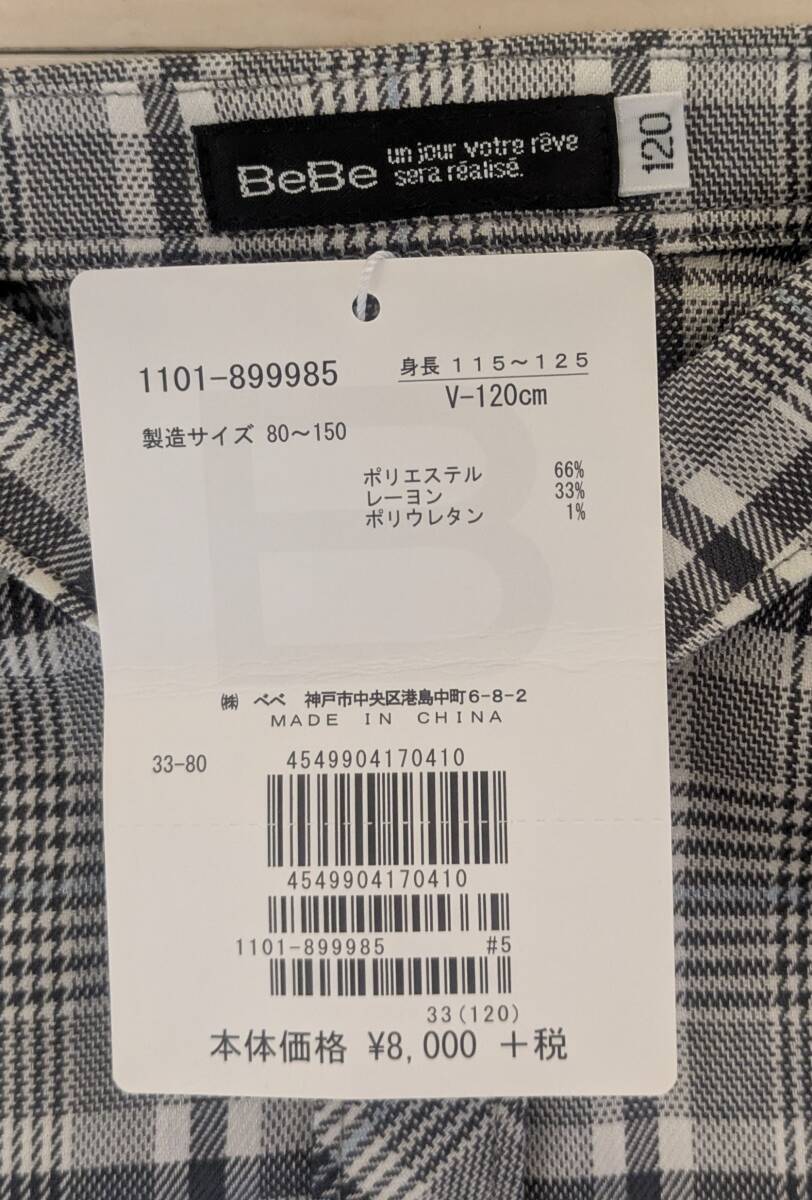 BeBe un jour votre rêve
sera réalisé.
120
1101-899985
身長 115～125
V-120cm
製造サイズ 80～150
ポリエステル 66%
レーヨン 33%
ポリウレタン 1%
B
㈱ べべ 神戸市中央区港島中町6-8-2
MADE IN CHINA
33-80
4549904170410
4549904170410
1101-899985 #5
33(120)
本体価格 ¥8,000 +税